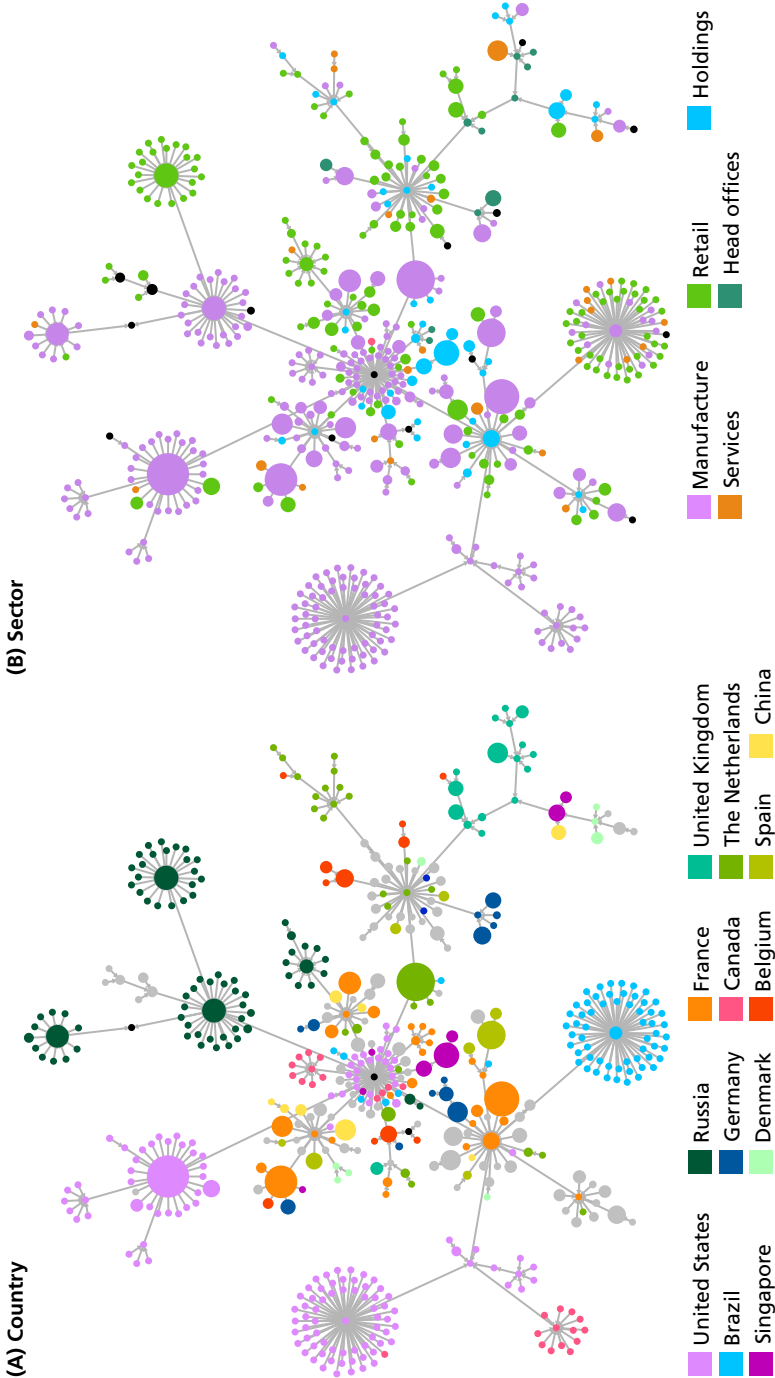 (A) Country
United States
Russia
France
United Kingdom
Brazil
Germany
Canada
The Netherlands
Singapore
Denmark
Belgium
Spain
China
(B) Sector
Manufacture
Retail
Holdings
Services
Head offices